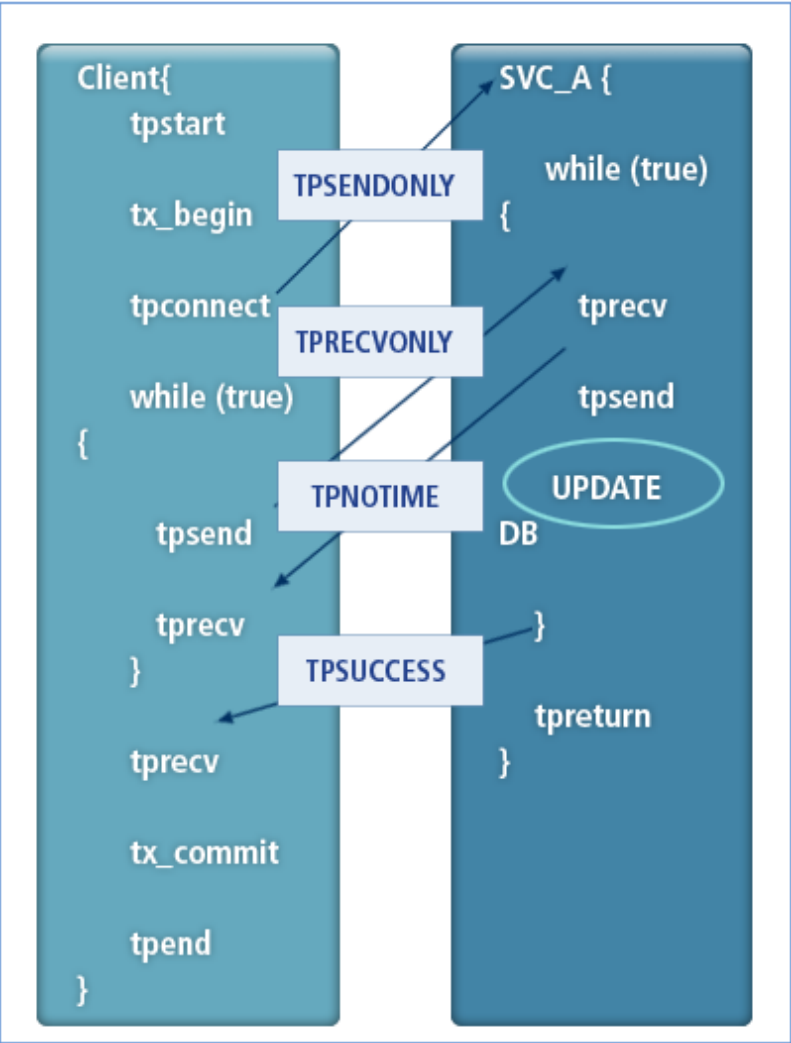 Client{
tpstart
tx_begin
tpconnect
while (true)
{
tpsend
tprecv
}
tprecv
tx_commit
tpend
}
TPSENDONLY
TPRECVONLY
TPNOTIME
TPSUCCESS
SVC_A {
while (true)
{
tprecv
tpsend
UPDATE
DB
}
tpreturn
}